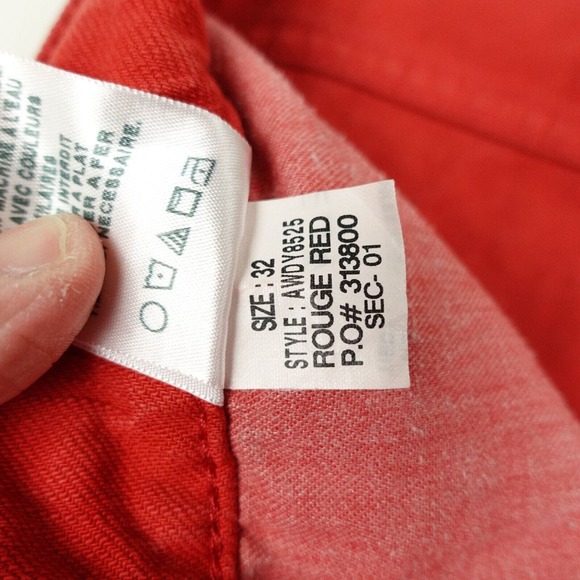 MACHINE A L'EAU
AVEC COULEURS
INTERDIT
A PLAT
A FER
NECESSAIRE.
SIZE : 32
STYLE : AWDY8525
ROUGE RED
P.O# 313800
SEC- 01